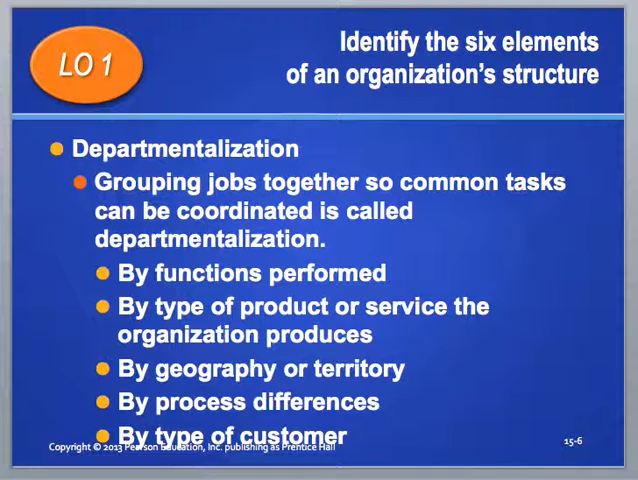 LO 1
Identify the six elements
of an organization's structure
Departmentalization
Grouping jobs together so common tasks
can be coordinated is called
departmentalization.
By functions performed
By type of product or service the
organization produces
By geography or territory
By process differences
By type of customer
Copyright © 2013 Pearson Education, Inc. publishing as Prentice Hall
15-6